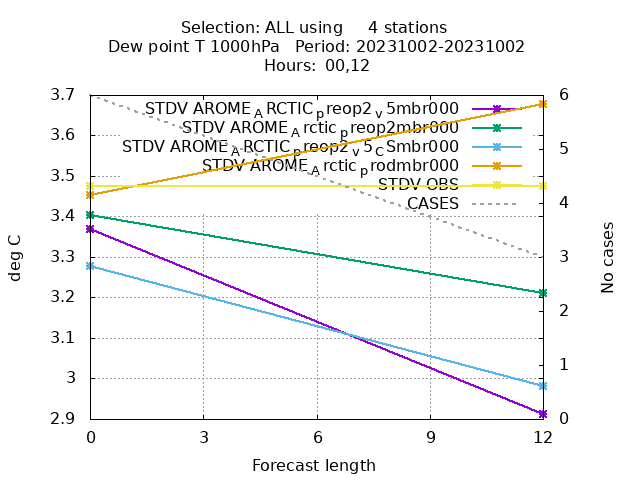 Selection: ALL using 4 stations
Dew point T 1000hPa Period: 20231002-20231002
Hours: 00,12
STDV AROME_ARCTIC_preop2_v5mbr000
STDV AROME_Arctic_preop2mbr000
STDV AROME_ARCTIC_preop2_v5_CSmbr000
STDV AROME_Arctic_prodmbr000
STDV OBS
CASES
3.7
3.6
3.5
3.4
3.3
3.2
3.1
3
2.9
6
5
4
3
2
1
0
deg C
No cases
0 3 6 9 12
Forecast length